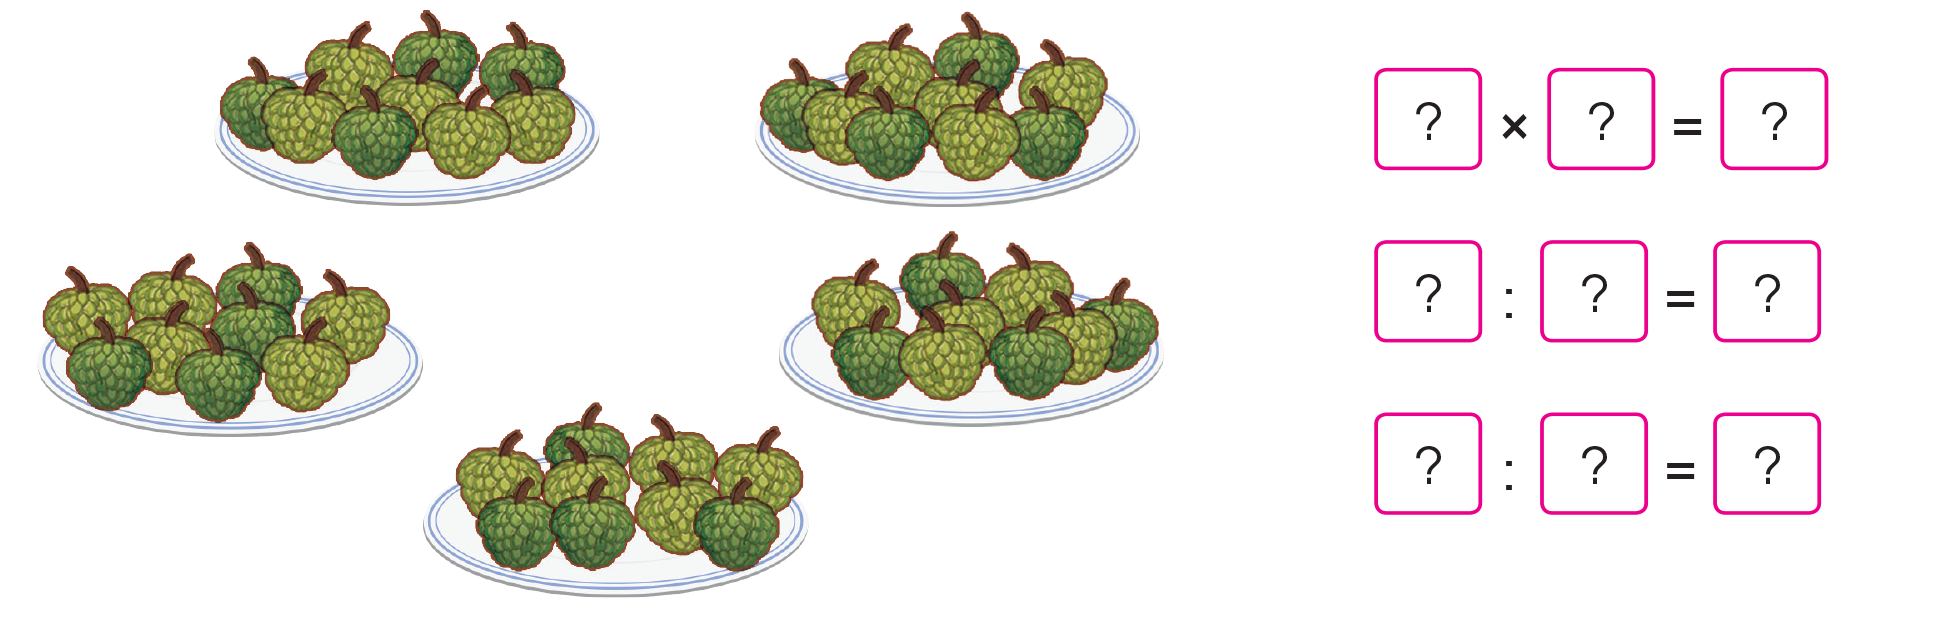 ? × ? = ?
? : ? = ?
? : ? = ?